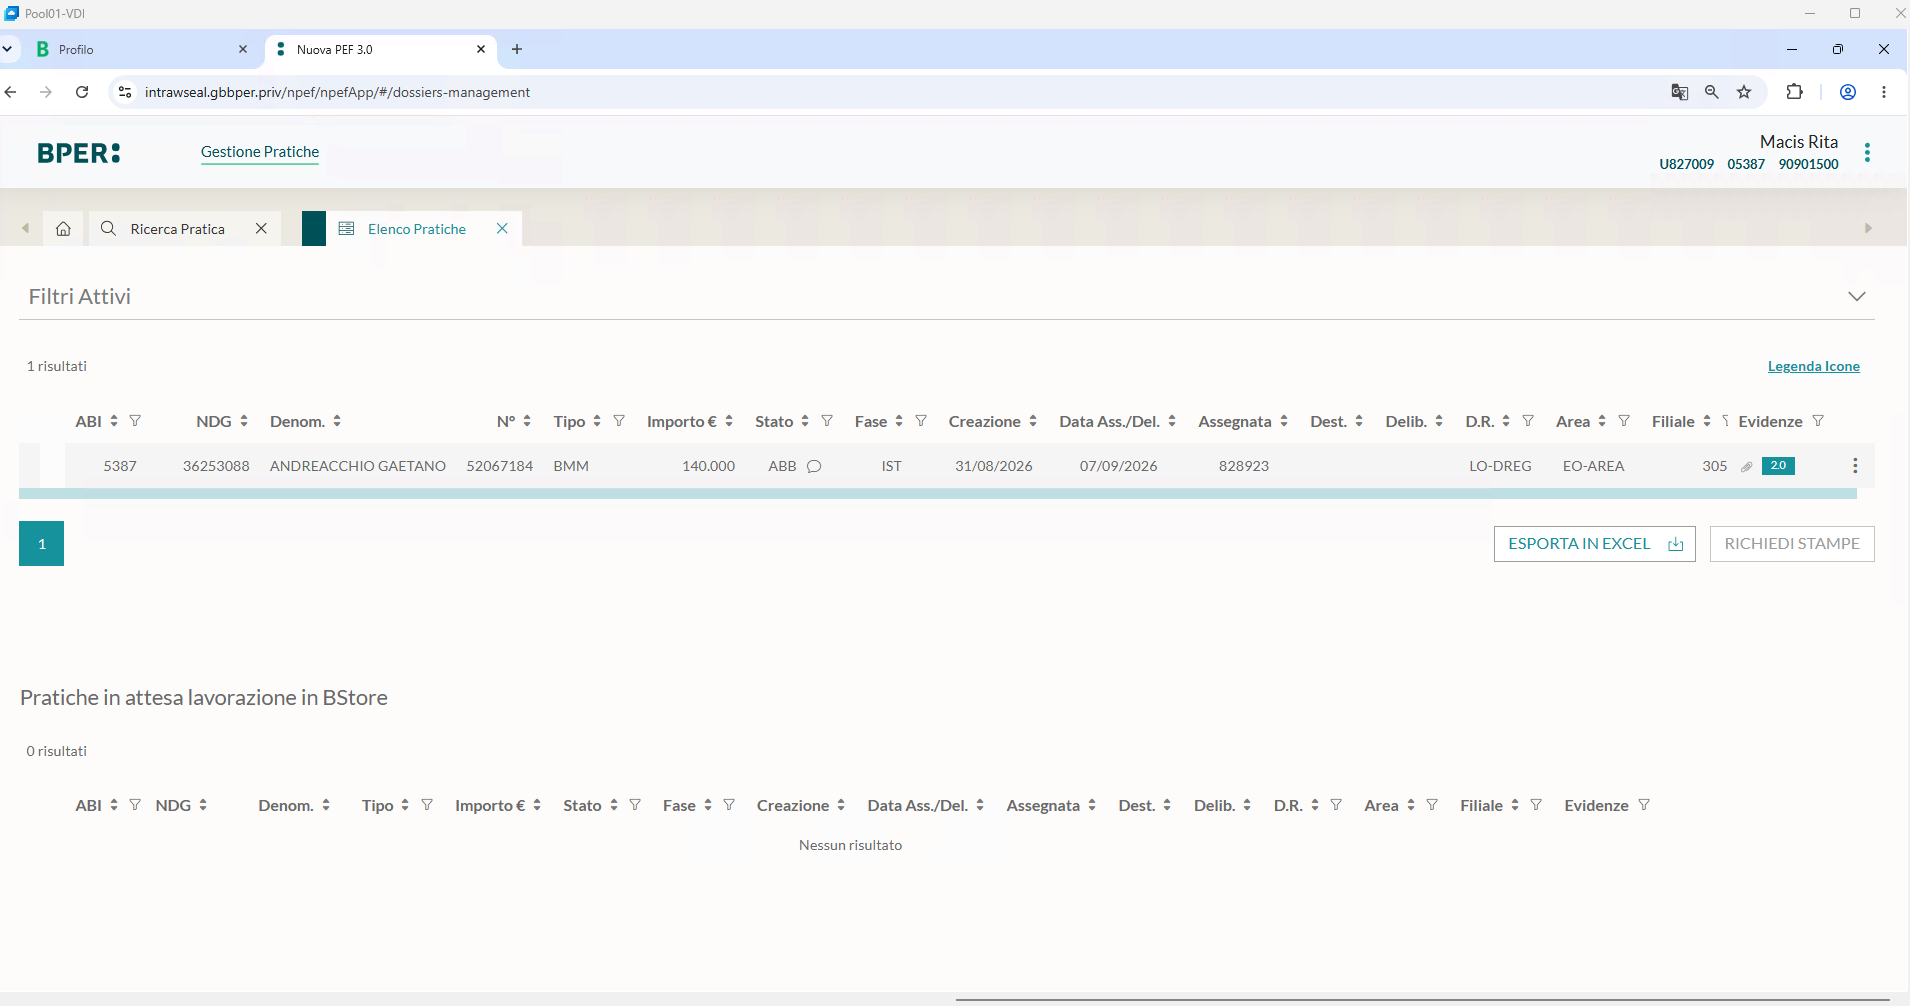 Pool01-VDI
Profilo
Nuova PEF 3.0
intrawseal.gbbper.priv/npef/npefApp/#/dossiers-management
BPER:
Gestione Pratiche
Macis Rita
U827009 05387 90901500
Ricerca Pratica
Elenco Pratiche
Filtri Attivi
1 risultati
Legenda Icone
ABI NDG Denom. N° Tipo Importo € Stato Fase Creazione Data Ass./Del. Assegnata Dest. Delib. D.R. Area Filiale Evidenze
5387 36253088 ANDREACCHIO GAETANO 52067184 BMM 140.000 ABB IST 31/08/2026 07/09/2026 828923 LO-DREG EO-AREA 305 2.0
1
ESPORTA IN EXCEL
RICHIEDI STAMPE
Pratiche in attesa lavorazione in BStore
0 risultati
ABI NDG Denom. Tipo Importo € Stato Fase Creazione Data Ass./Del. Assegnata Dest. Delib. D.R. Area Filiale Evidenze
Nessun risultato